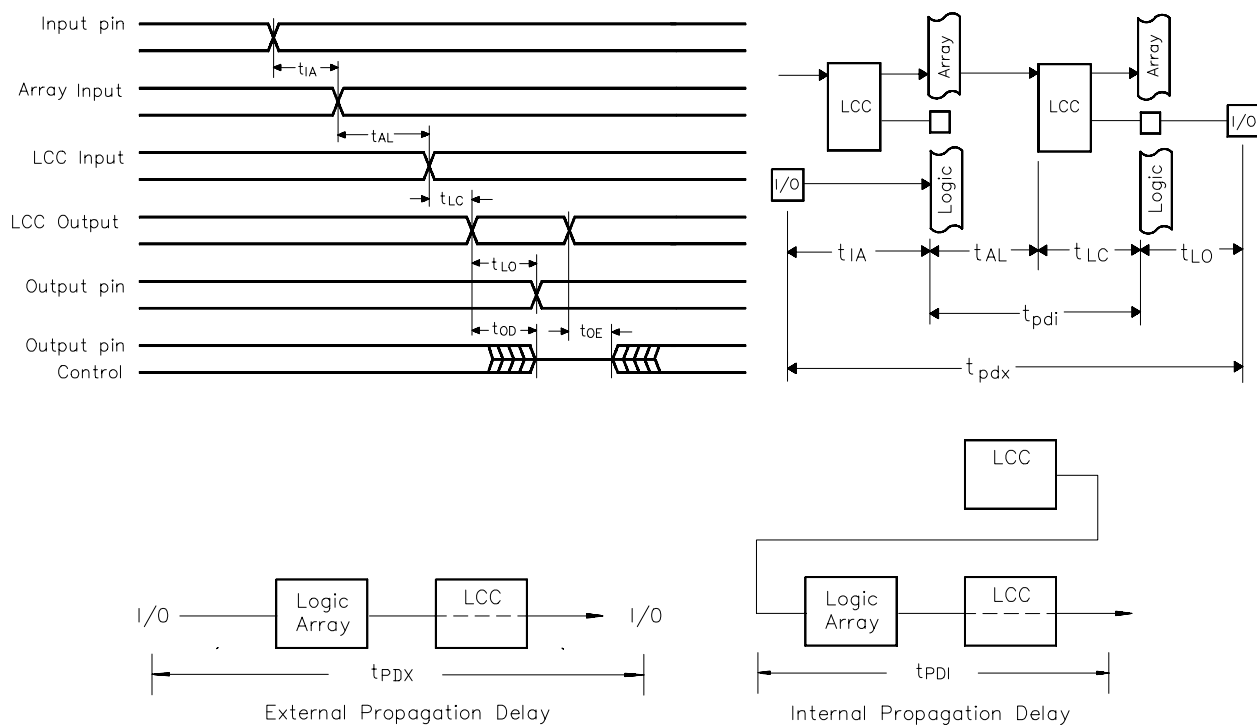 Input pin
tIA
Array Input
tAL
LCC Input
tLC
LCC Output
tLO
Output pin
tOD
tOE
Output pin
Control
LCC
Array
LCC
Array
I/O
I/O
Logic
Logic
tIA
tAL
tLC
tLO
tpdi
tpdx
I/O
Logic
Array
LCC
I/O
tPDX
External Propagation Delay
LCC
Logic
Array
LCC
tPDI
Internal Propagation Delay